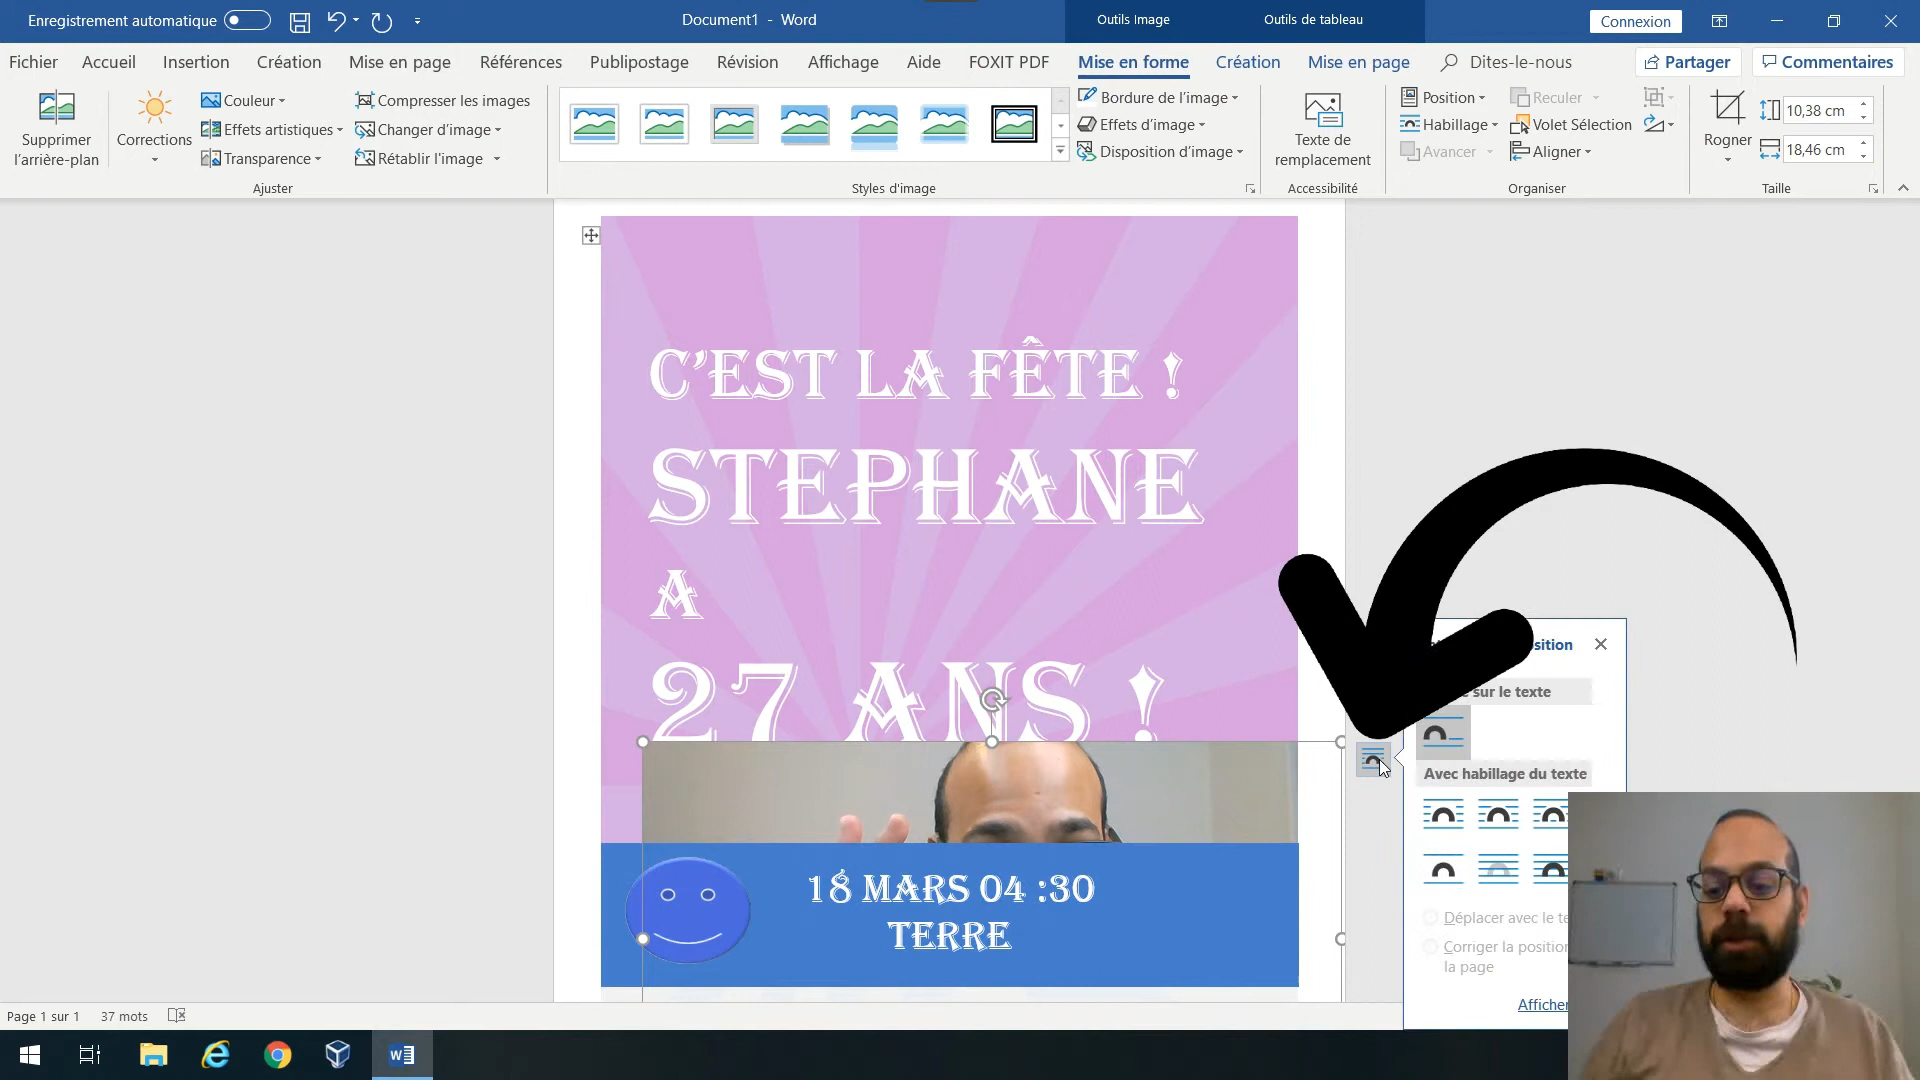 Enregistrement automatique
Document1 - Word
Outils Image
Outils de tableau
Connexion
Fichier
Accueil
Insertion
Création
Mise en page
Références
Publipostage
Révision
Affichage
Aide
FOXIT PDF
Mise en forme
Création
Mise en page
Dites-le-nous
Partager
Commentaires
Supprimer
l'arrière-plan
Corrections
Couleur
Effets artistiques
Transparence
Compresser les images
Changer d'image
Rétablir l'image
Ajuster
Styles d'image
Bordure de l'image
Effets d'image
Disposition d'image
Texte de
remplacement
Accessibilité
Position
Habillage
Avancer
Reculer
Volet Sélection
Aligner
Organiser
Rogner
10,38 cm
18,46 cm
Taille
C'EST LA FÊTE !
STEPHANE
A
27 ANS !
18 MARS 04 :30
TERRE
sition
sur le texte
Avec habillage du texte
Déplacer avec le te
Corriger la position
la page
Afficher
Page 1 sur 1
37 mots